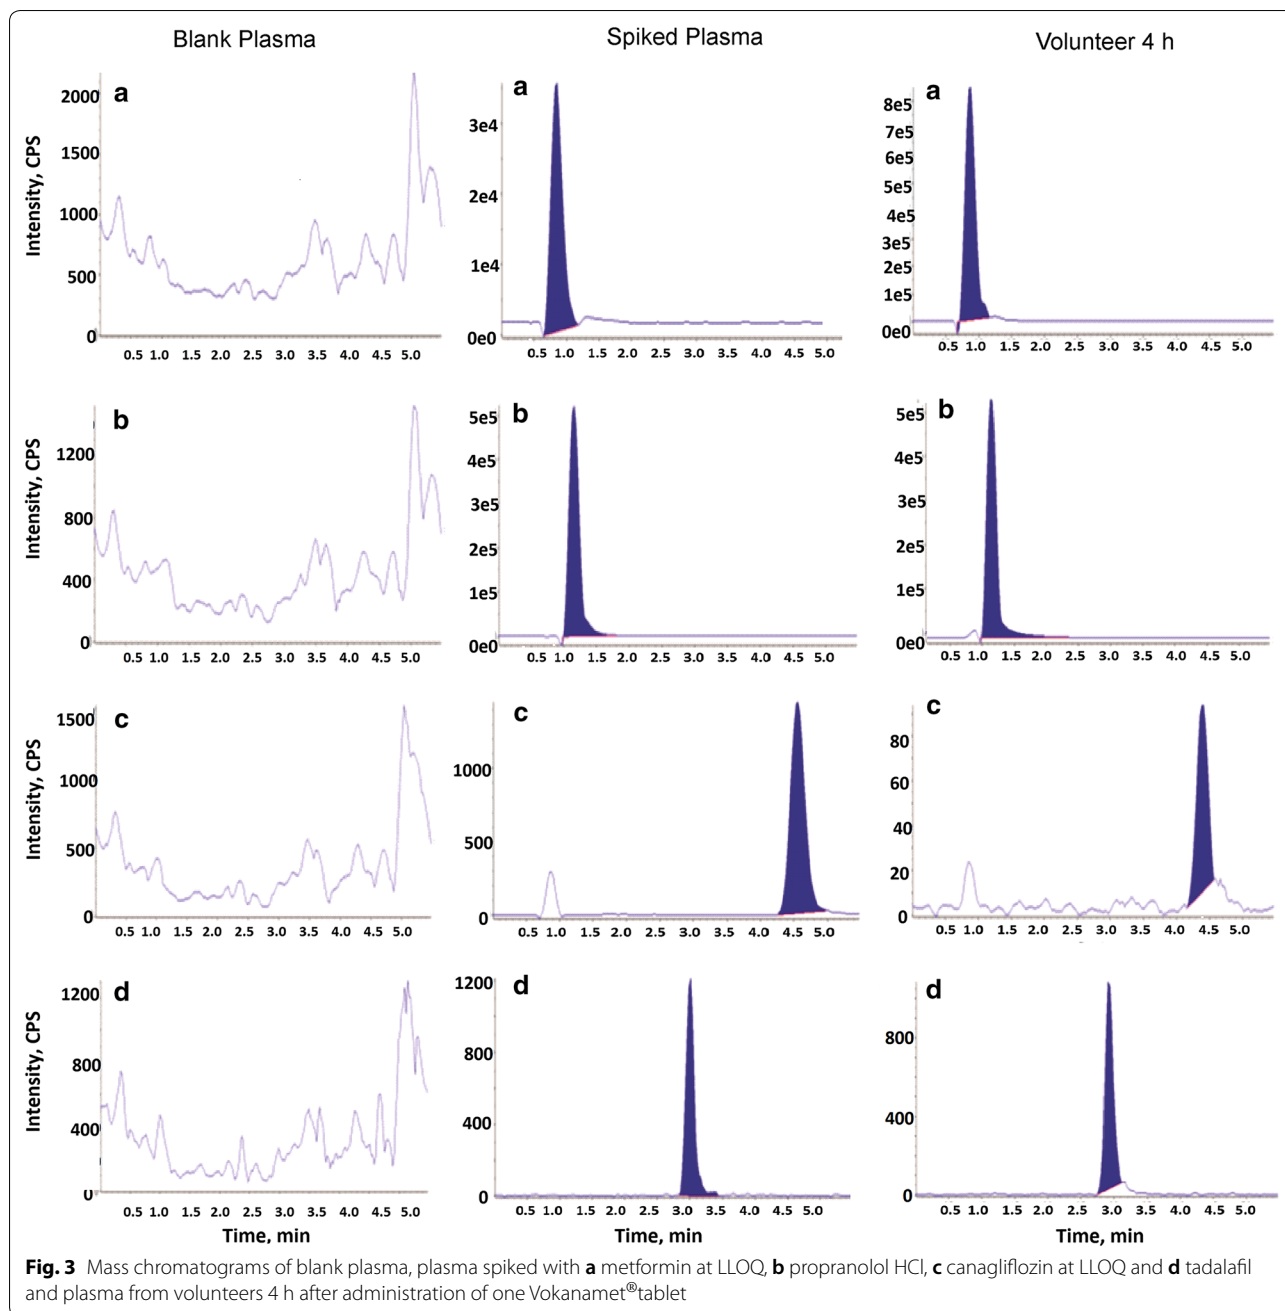 Blank Plasma Spiked Plasma Volunteer 4 h
a
Intensity, CPS
2000
1500
1000
500
0
0.5 1.0 1.5 2.0 2.5 3.0 3.5 4.0 4.5 5.0
a
3e4
2e4
1e4
0e0
0.5 1.0 1.5 2.0 2.5 3.0 3.5 4.0 4.5 5.0
a
8e5
7e5
6e5
5e5
4e5
3e5
2e5
1e5
0e0
0.5 1.0 1.5 2.0 2.5 3.0 3.5 4.0 4.5 5.0
b
Intensity, CPS
1200
800
400
0
0.5 1.0 1.5 2.0 2.5 3.0 3.5 4.0 4.5 5.0
b
5e5
4e5
3e5
2e5
1e5
0e0
0.5 1.0 1.5 2.0 2.5 3.0 3.5 4.0 4.5 5.0
b
5e5
4e5
3e5
2e5
1e5
0e0
0.5 1.0 1.5 2.0 2.5 3.0 3.5 4.0 4.5 5.0
c
Intensity, CPS
1500
1000
500
0
0.5 1.0 1.5 2.0 2.5 3.0 3.5 4.0 4.5 5.0
c
1000
500
0
0.5 1.0 1.5 2.0 2.5 3.0 3.5 4.0 4.5 5.0
c
80
60
40
20
0
0.5 1.0 1.5 2.0 2.5 3.0 3.5 4.0 4.5 5.0
d
Intensity, CPS
1200
800
400
0
0.5 1.0 1.5 2.0 2.5 3.0 3.5 4.0 4.5 5.0
Time, min
d
1200
800
400
0
0.5 1.0 1.5 2.0 2.5 3.0 3.5 4.0 4.5 5.0
Time, min
d
800
400
0
0.5 1.0 1.5 2.0 2.5 3.0 3.5 4.0 4.5 5.0
Time, min
Fig. 3 Mass chromatograms of blank plasma, plasma spiked with a metformin at LLOQ, b propranolol HCl, c canagliflozin at LLOQ and d tadalafil
and plasma from volunteers 4 h after administration of one Vokanamet® tablet